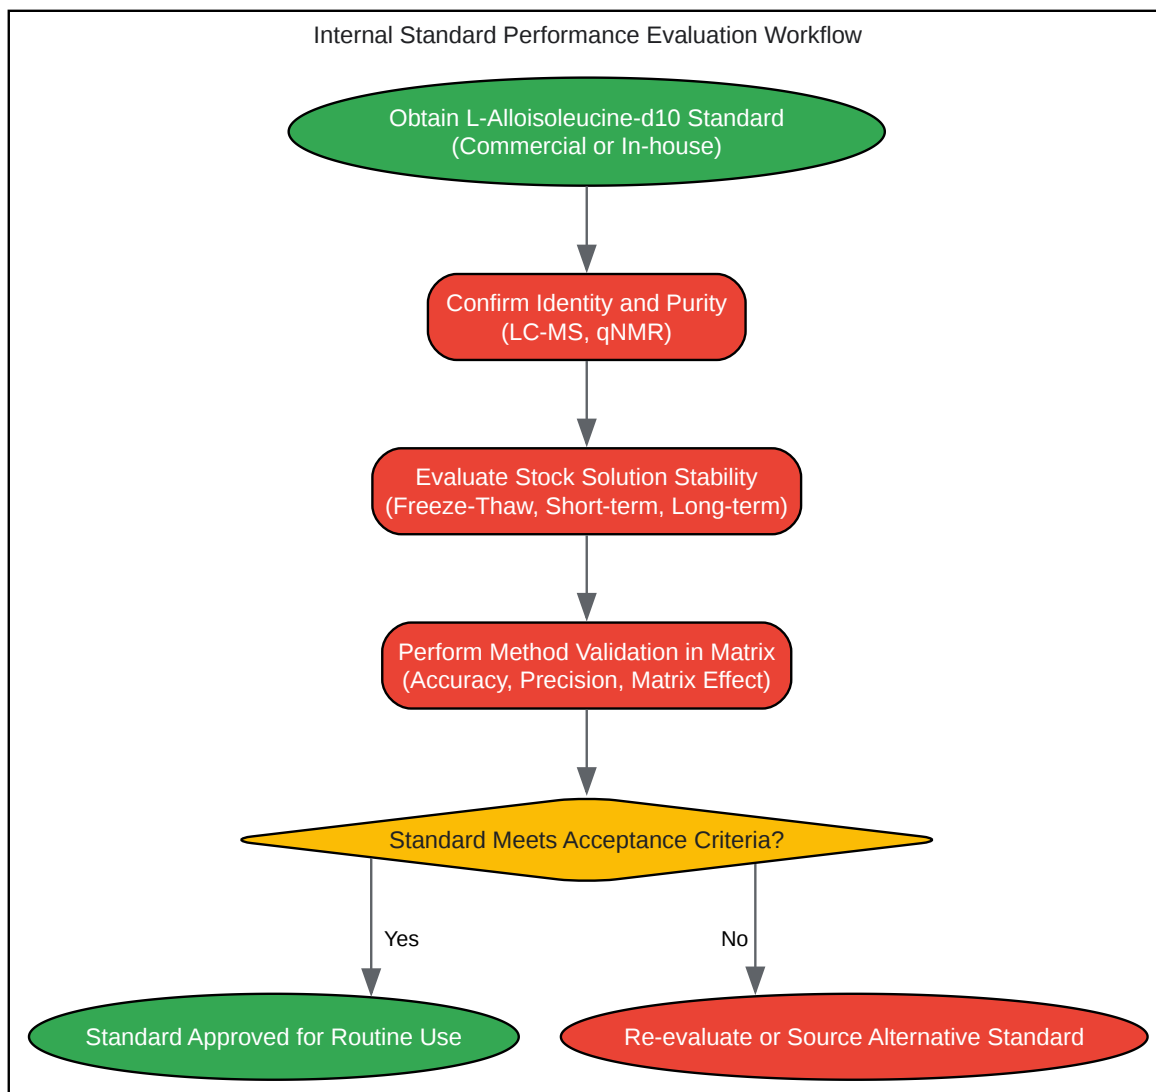 Internal Standard Performance Evaluation Workflow
Obtain L-Alloisoleucine-d10 Standard
(Commercial or In-house)
Confirm Identity and Purity
(LC-MS, qNMR)
Evaluate Stock Solution Stability
(Freeze-Thaw, Short-term, Long-term)
Perform Method Validation in Matrix
(Accuracy, Precision, Matrix Effect)
Standard Meets Acceptance Criteria?
Yes
No
Standard Approved for Routine Use
Re-evaluate or Source Alternative Standard